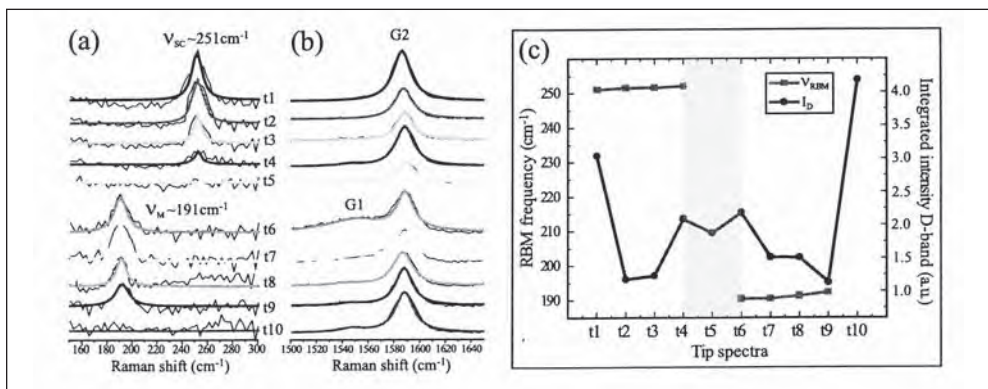 (a)
ν_SC~251cm⁻¹
t1
t2
t3
t4
t5
ν_M~191cm⁻¹
t6
t7
t8
t9
t10
160 180 200 220 240 260 280 300
Raman shift (cm⁻¹)
(b)
G2
G1
1500 1520 1540 1560 1580 1600 1620 1640
Raman shift (cm⁻¹)
(c)
ν_RBM
I_D
RBM frequency (cm⁻¹)
250
240
230
220
210
200
190
t1 t2 t3 t4 t5 t6 t7 t8 t9 t10
Tip spectra
4.0
3.5
3.0
2.5
2.0
1.5
1.0
Integrated intensity D-band (a.u.)